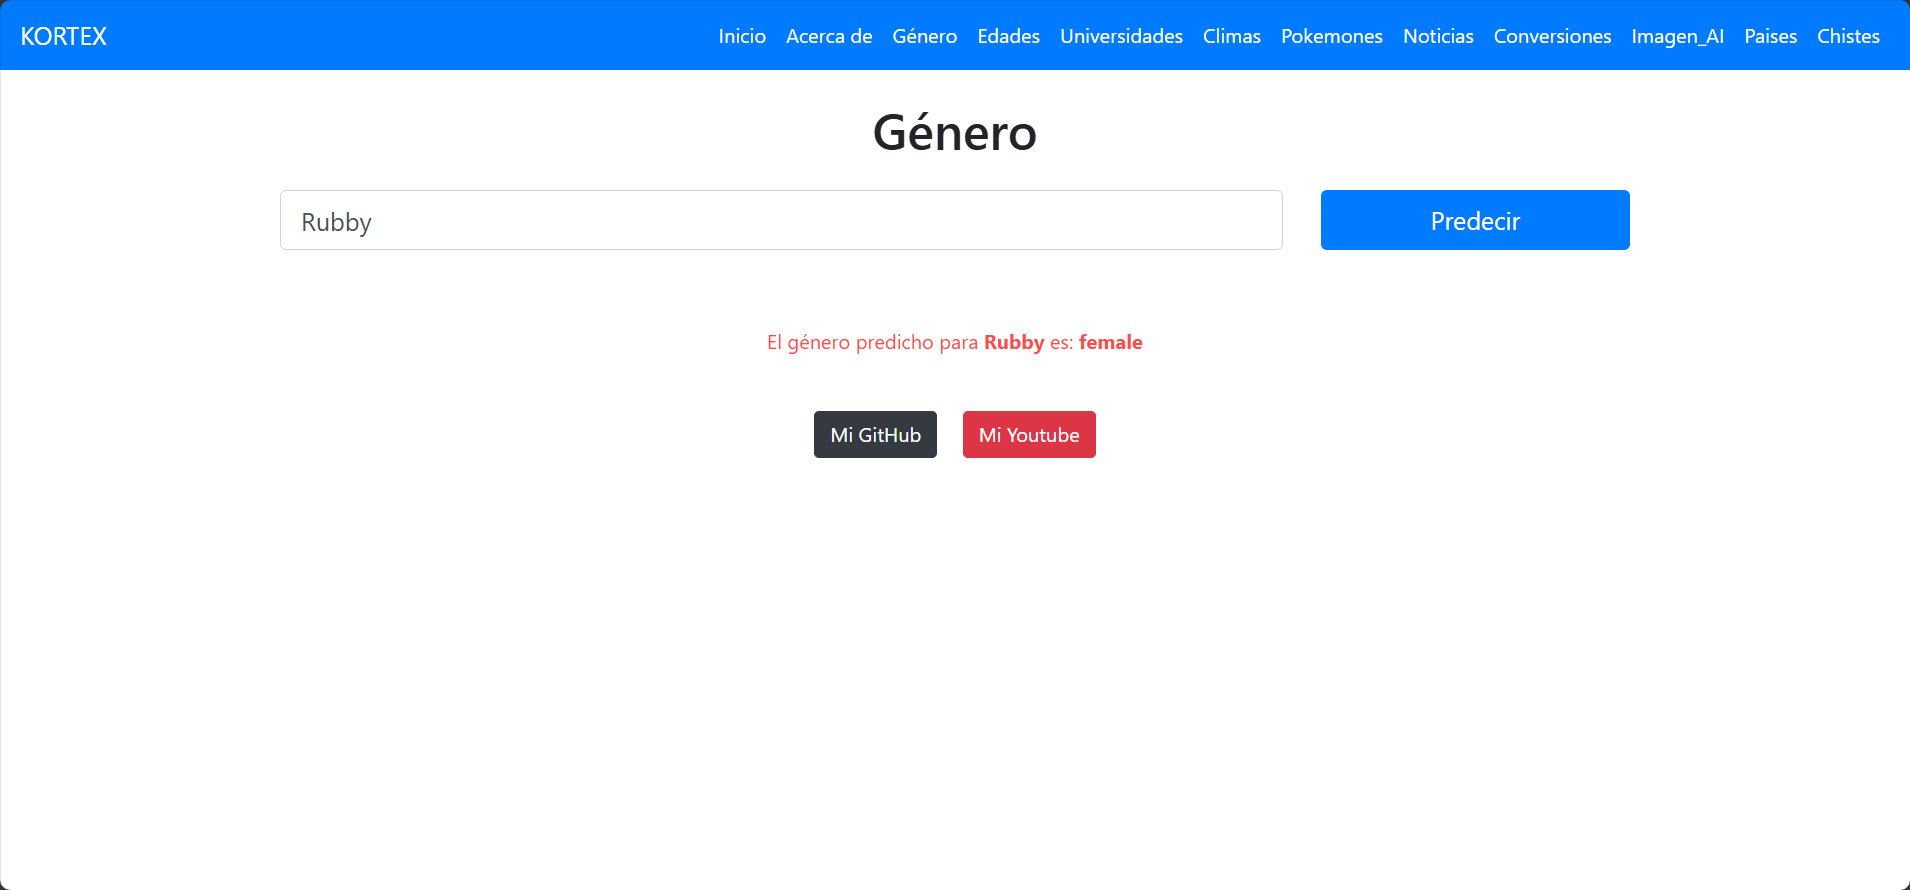 KORTEX Inicio Acerca de Género Edades Universidades Climas Pokemones Noticias Conversiones Imagen_AI Paises Chistes
Género
Rubby Predecir
El género predicho para Rubby es: female
Mi GitHub Mi Youtube